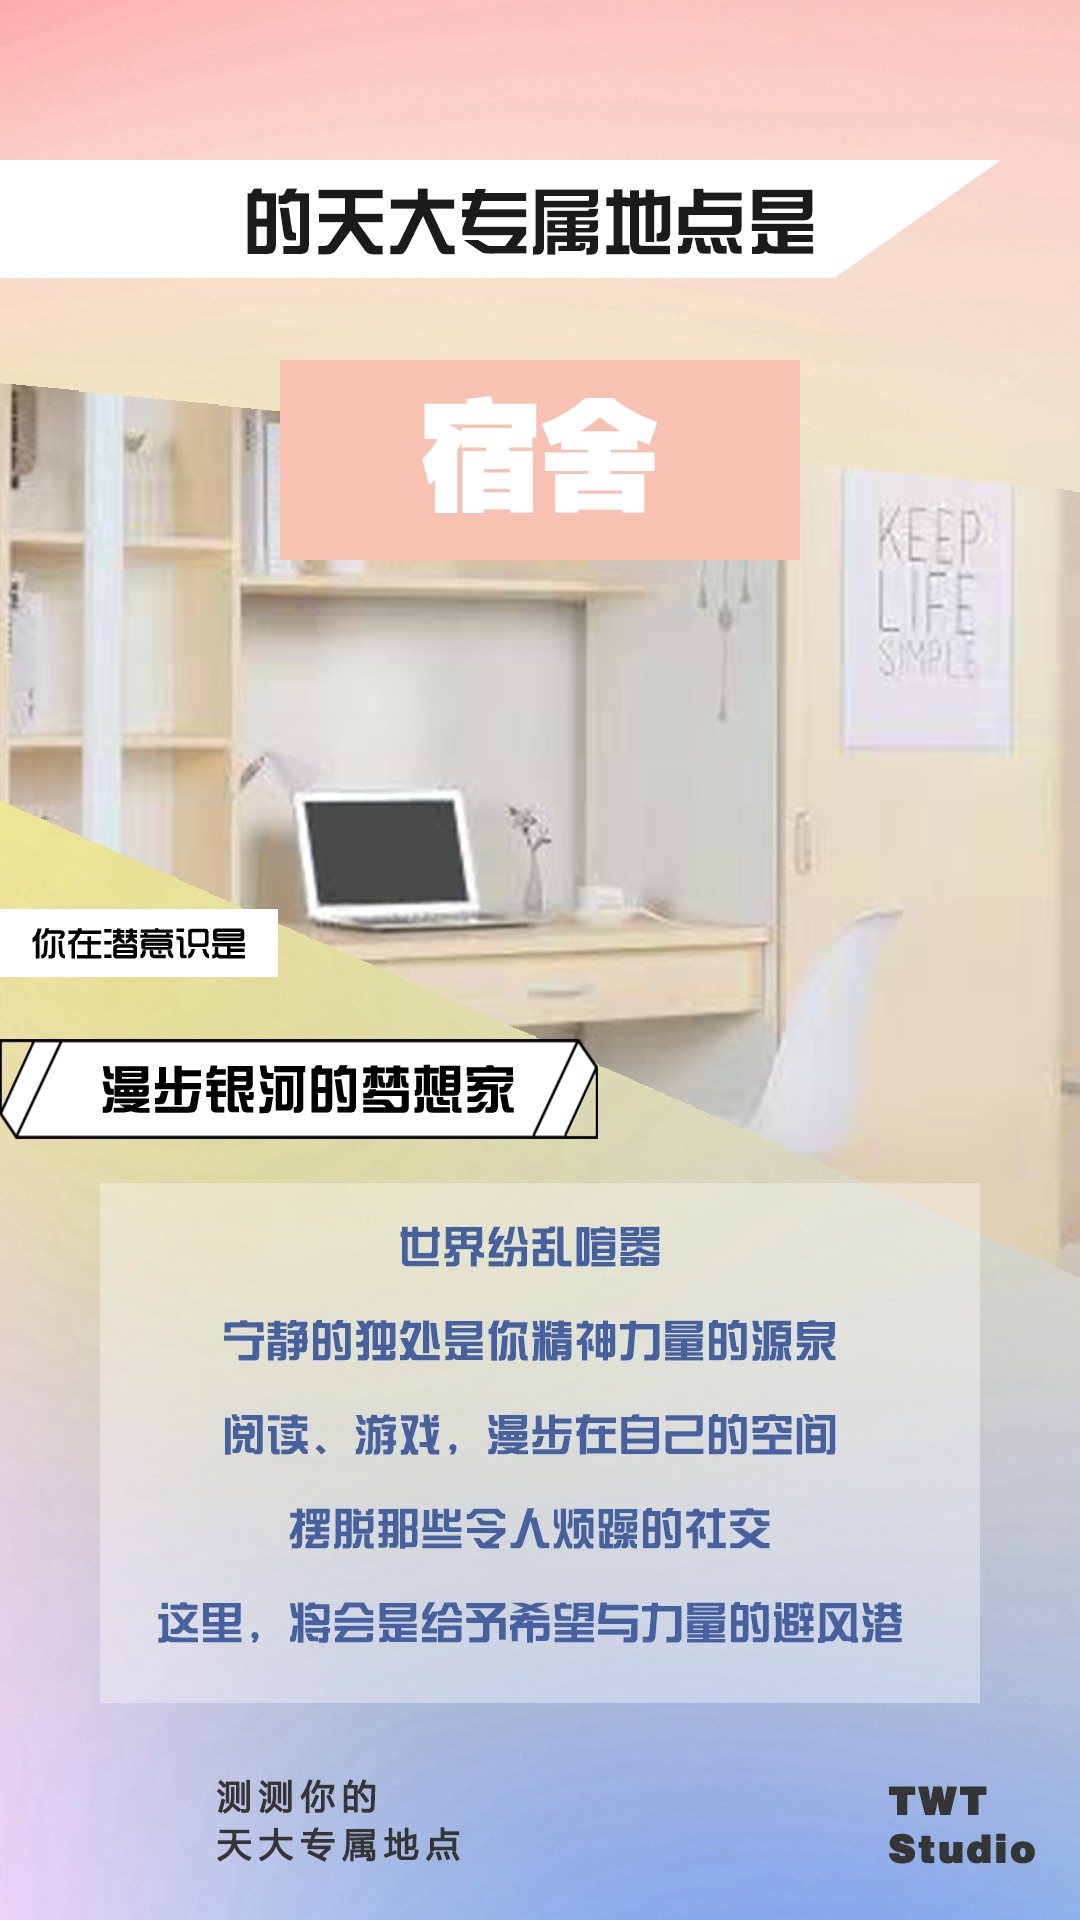 的天大专属地点是
宿舍
KEEP
LIFE
SIMPLE
你在潜意识是
漫步银河的梦想家
世界纷乱喧嚣
宁静的独处是你精神力量的源泉
阅读、游戏，漫步在自己的空间
摆脱那些令人烦躁的社交
这里，将会是给予希望与力量的避风港
测测你的
天大专属地点
TWT
Studio